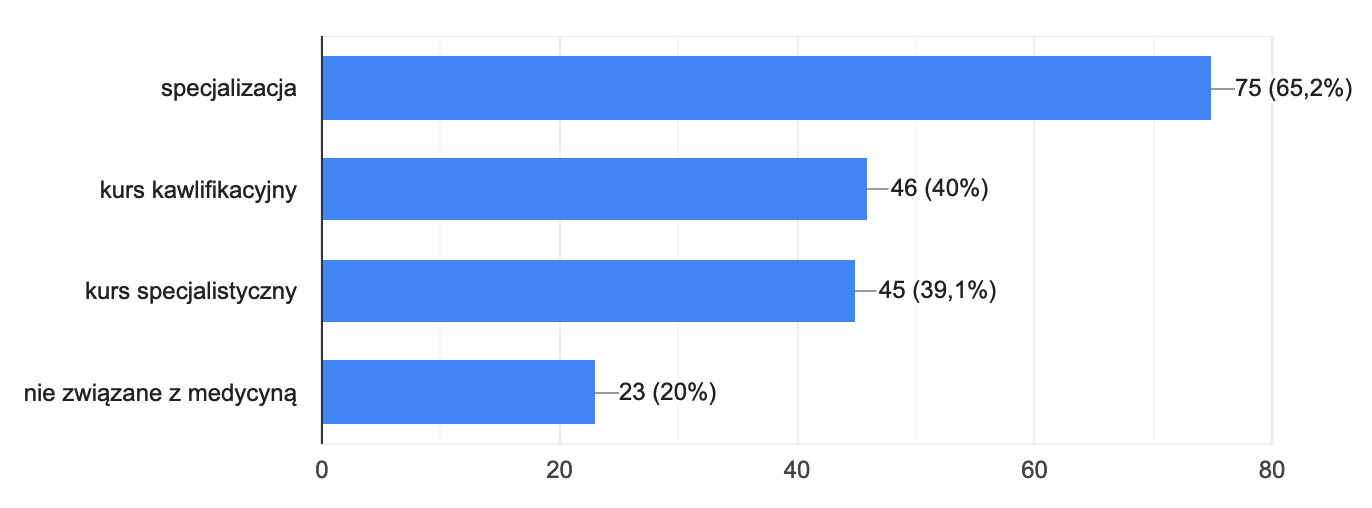 specjalizacja
75 (65,2%)
kurs kawlifikacyjny
46 (40%)
kurs specjalistyczny
45 (39,1%)
nie związane z medycyną
23 (20%)
0 20 40 60 80